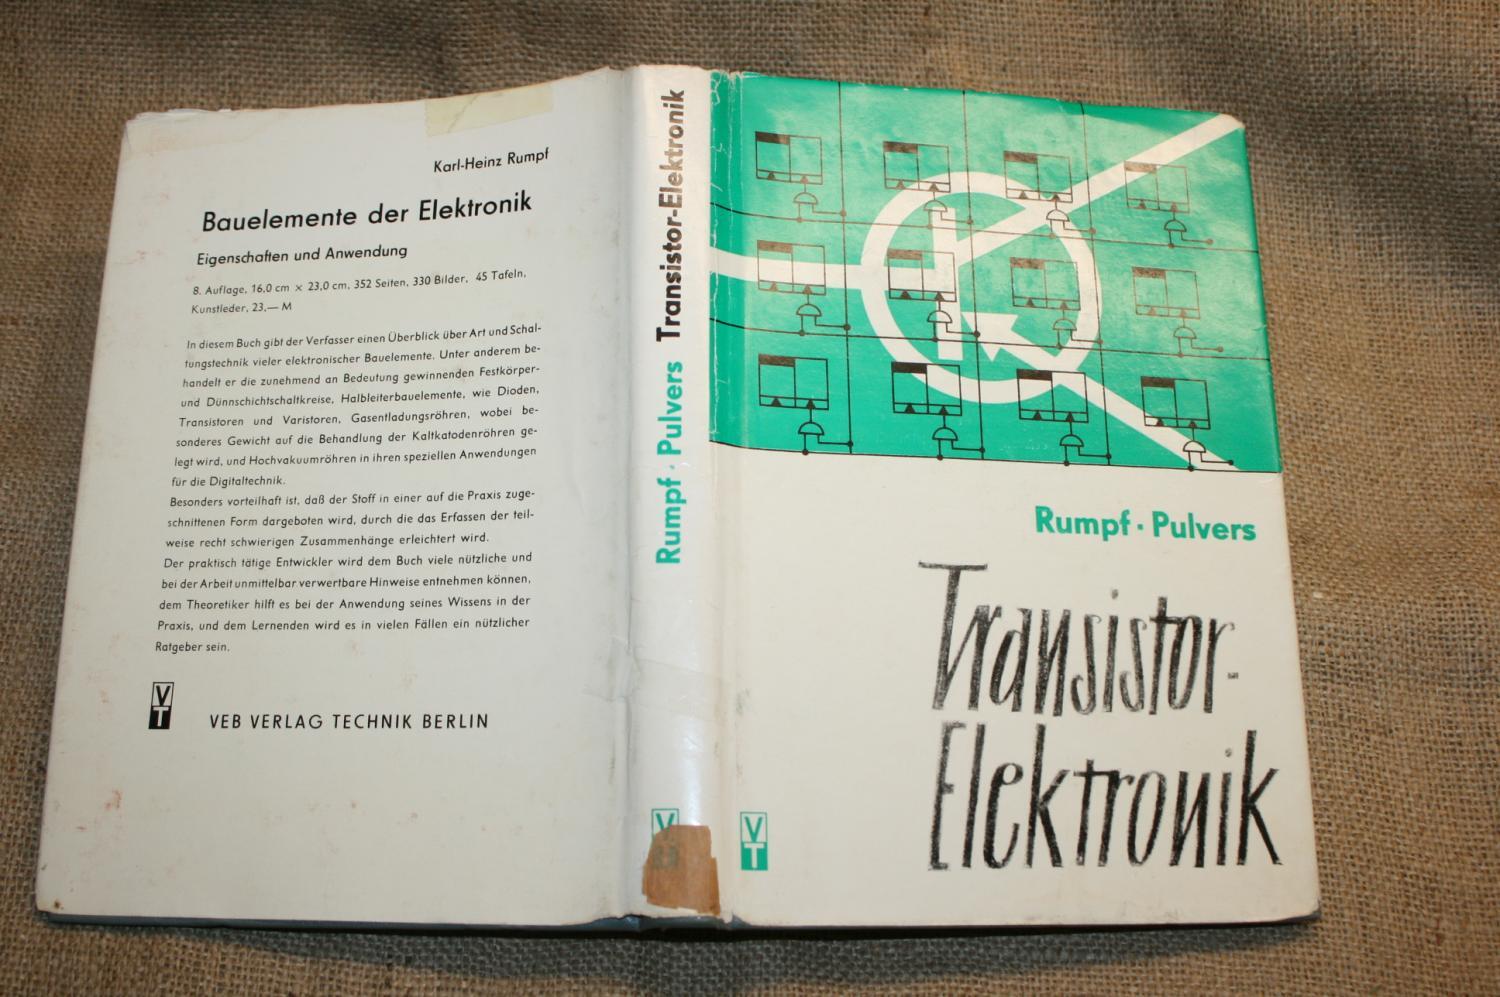 Karl-Heinz Rumpf
Bauelemente der Elektronik
Eigenschaften und Anwendung
8. Auflage, 16,0 cm × 23,0 cm, 352 Seiten, 330 Bilder, 45 Tafeln,
Kunstleder, 23,— M
In diesem Buch gibt der Verfasser einen Überblick über Art und Schal-
tungstechnik vieler elektronischer Bauelemente. Unter anderem be-
handelt er die zunehmend an Bedeutung gewinnenden Festkörper-
und Dünnschichtschaltkreise, Halbleiterbauelemente, wie Dioden,
Transistoren und Varistoren, Gasentladungsröhren, wobei be-
sonderes Gewicht auf die Behandlung der Kaltkatodenröhren ge-
legt wird, und Hochvakuumröhren in ihren speziellen Anwendungen
für die Digitaltechnik.
Besonders vorteilhaft ist, daß der Stoff in einer auf die Praxis zuge-
schnittenen Form dargeboten wird, durch die das Erfassen der teil-
weise recht schwierigen Zusammenhänge erleichtert wird.
Der praktisch tätige Entwickler wird dem Buch viele nützliche und
bei der Arbeit unmittelbar verwertbare Hinweise entnehmen können,
dem Theoretiker hilft es bei der Anwendung seines Wissens in der
Praxis, und dem Lernenden wird es in vielen Fällen ein nützlicher
Ratgeber sein.
VT
VEB VERLAG TECHNIK BERLIN
Rumpf · Pulvers Transistor-Elektronik
V
Rumpf · Pulvers
Transistor-
Elektronik
VT